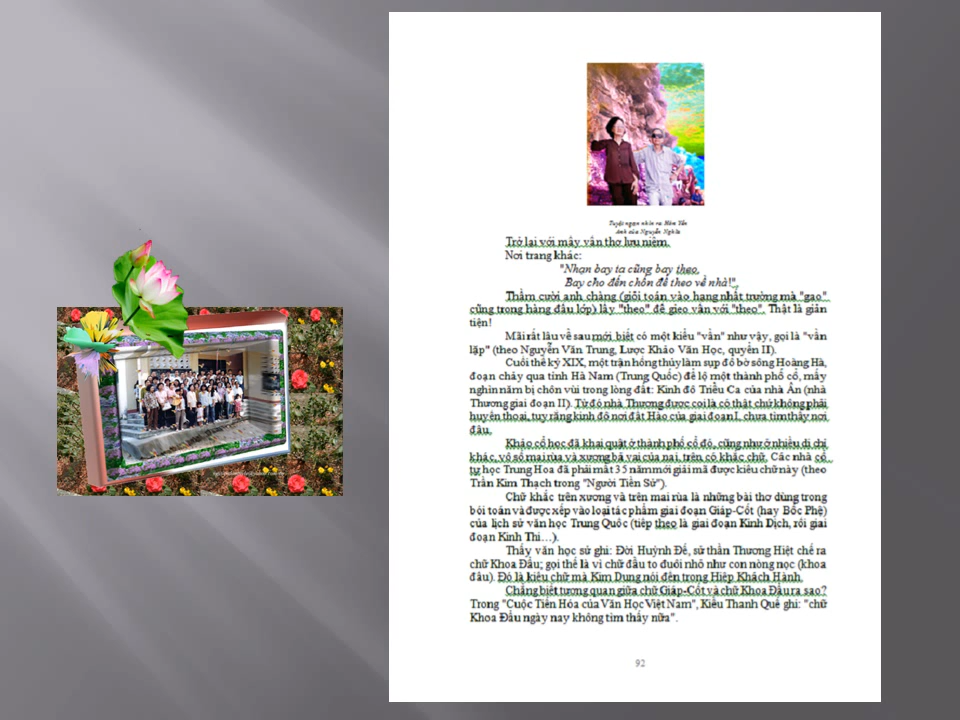 Tuyệt ngạn nhìn ra Hòn Yến
ảnh của Nguyễn Nghĩa
Trở lại với mấy vần thơ lưu niệm.
Nơi trang khác:
"Nhạn bay ta cũng bay theo,
Bay cho đến chốn để theo về nhà!".
Thầm cười anh chàng (giỏi toán vào hạng nhất trường mà "gạo"
cũng trong hàng đầu lớp) lấy "theo" để gieo vần với "theo". Thật là giản
tiện!
Mãi rất lâu về sau mới biết có một kiểu "vần" như vậy, gọi là "vần
lặp" (theo Nguyễn Văn Trung, Lược Khảo Văn Học, quyển II).
Cuối thế kỷ XIX, một trận hồng thủy làm sụp đổ bờ sông Hoàng Hà,
đoạn chảy qua tỉnh Hà Nam (Trung Quốc) để lộ một thành phố cổ, mấy
nghìn năm bị chôn vùi trong lòng đất: Kinh đô Triều Ca của nhà Ân (nhà
Thương giai đoạn II). Từ đó nhà Thương được coi là có thật chứ không phải
huyền thoại, tuy rằng kinh đô nơi đất Hào của giai đoạn I, chưa tìm thấy nơi
đâu.
Khảo cổ học đã khai quật ở thành phố cổ đó, cũng như ở nhiều di chỉ
khác, vô số mai rùa và xương bả vai của nai, trên có khắc chữ. Các nhà cổ
tự học Trung Hoa đã phải mất 35 năm mới giải mã được kiểu chữ này (theo
Trần Kim Thạch trong "Người Tiền Sử").
Chữ khắc trên xương và trên mai rùa là những bài thơ dùng trong
bói toán và được xếp vào loại tác phẩm giai đoạn Giáp-Cốt (hay Bốc Phệ)
của lịch sử văn học Trung Quốc (tiếp theo là giai đoạn Kinh Dịch, rồi giai
đoạn Kinh Thi...).
Thấy văn học sử ghi: Đời Huỳnh Đế, sử thần Thương Hiệt chế ra
chữ Khoa Đẩu; gọi thế là vì chữ đầu to đuôi nhỏ như con nòng nọc (khoa
đẩu). Đó là kiểu chữ mà Kim Dung nói đến trong Hiệp Khách Hành.
Chẳng biết tương quan giữa chữ Giáp-Cốt và chữ Khoa Đẩu ra sao?
Trong "Cuộc Tiến Hóa của Văn Học Việt Nam", Kiều Thanh Quế ghi: "chữ
Khoa Đẩu ngày nay không tìm thấy nữa".
92